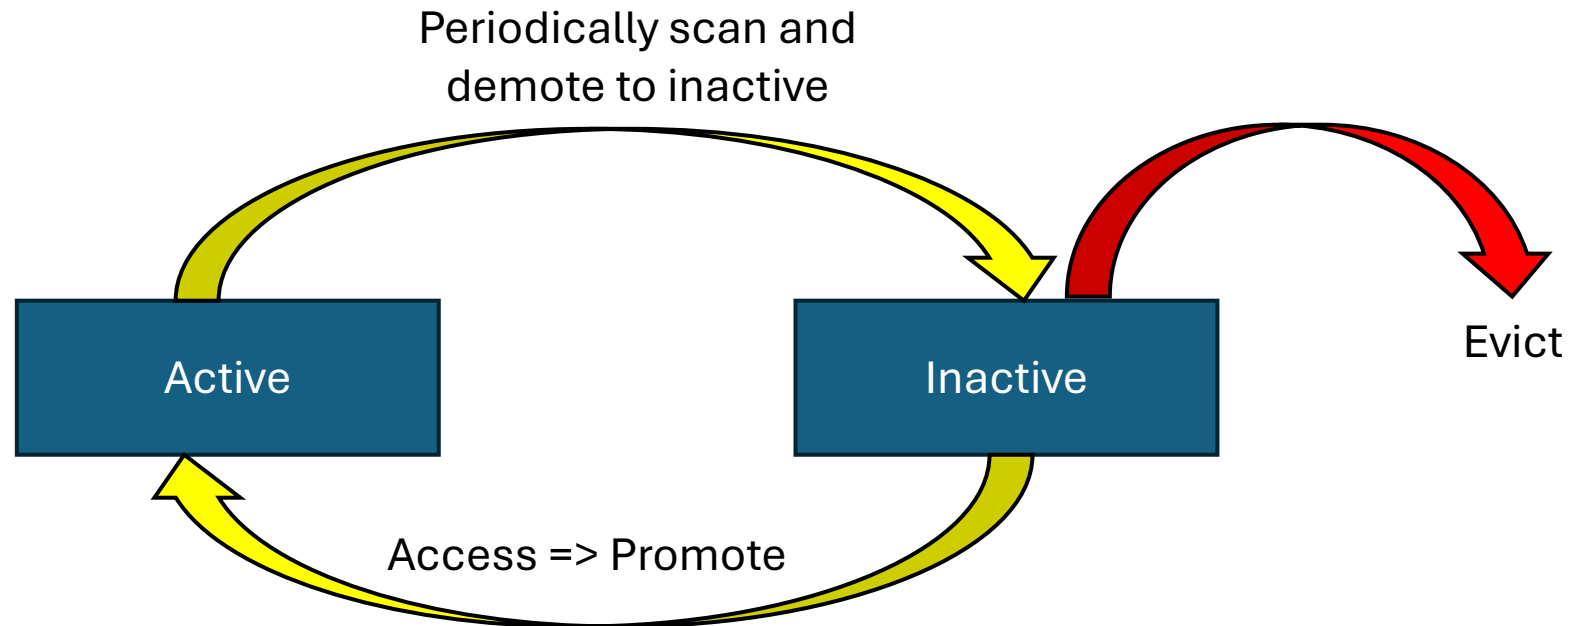 Periodically scan and
demote to inactive
Active
Inactive
Evict
Access => Promote